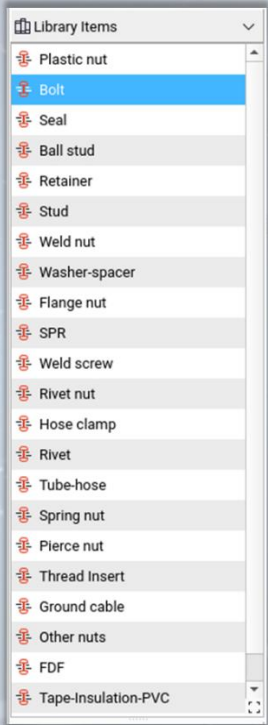 Library Items
Plastic nut
Bolt
Seal
Ball stud
Retainer
Stud
Weld nut
Washer-spacer
Flange nut
SPR
Weld screw
Rivet nut
Hose clamp
Rivet
Tube-hose
Spring nut
Pierce nut
Thread Insert
Ground cable
Other nuts
FDF
Tape-Insulation-PVC